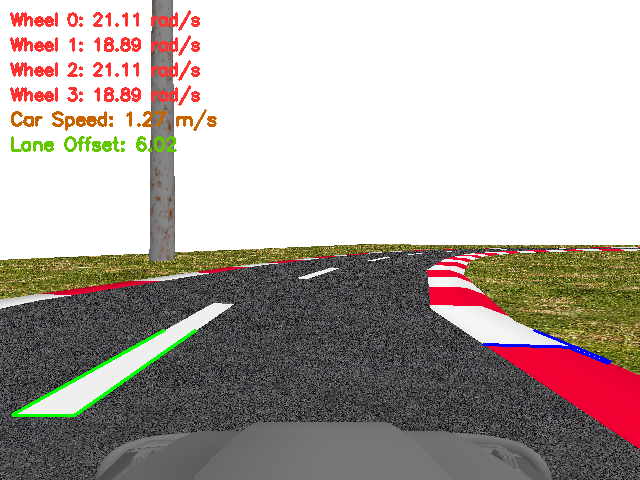 Wheel 0: 21.11 rad/s
Wheel 1: 18.89 rad/s
Wheel 2: 21.11 rad/s
Wheel 3: 18.89 rad/s
Car Speed: 1.27 m/s
Lane Offset: 6.02